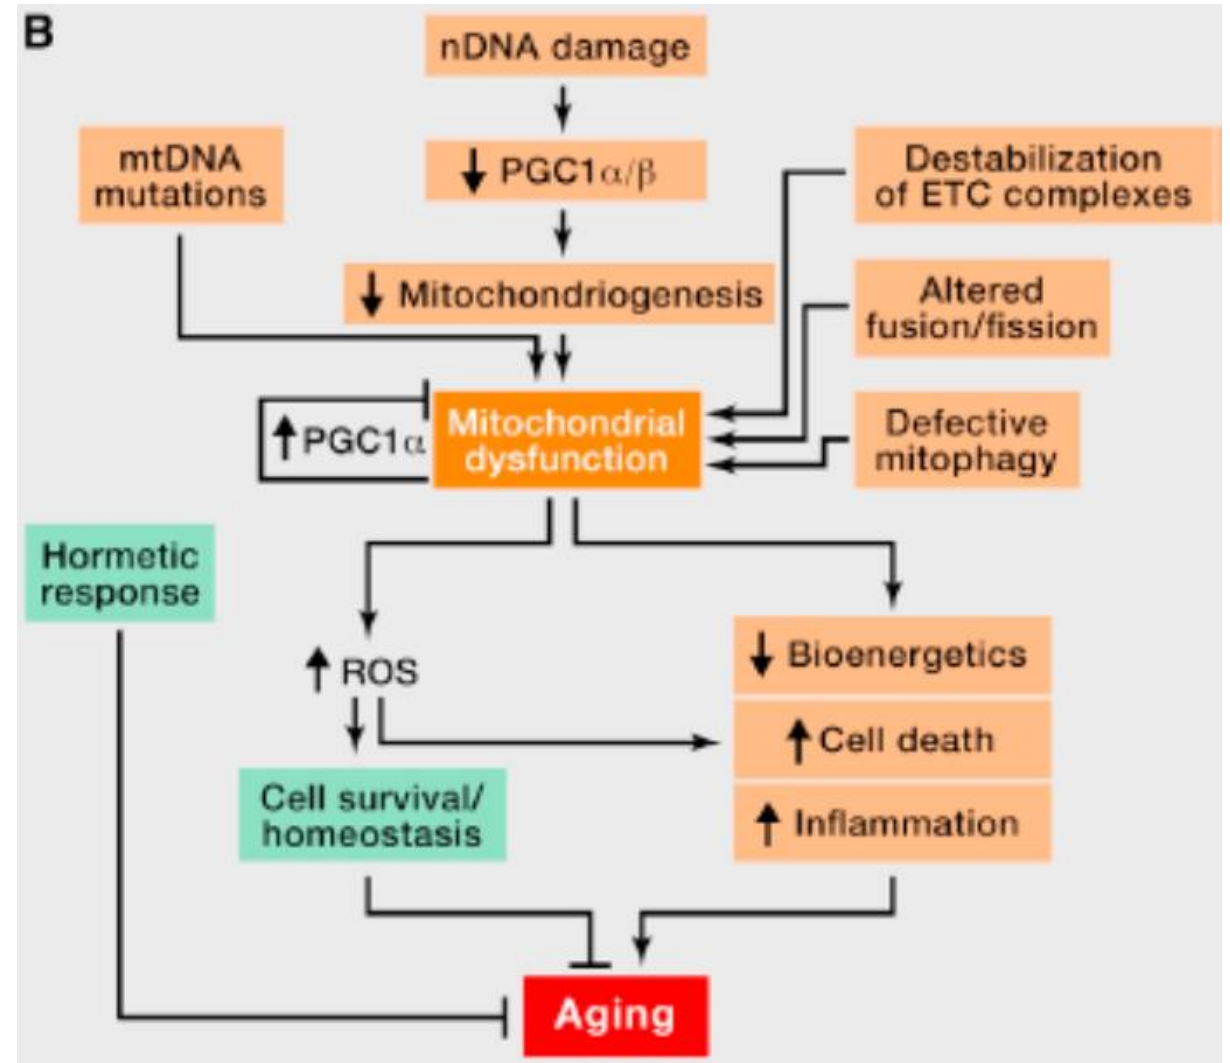 B
nDNA damage
mtDNA
mutations
↓ PGC1α/β
Destabilization
of ETC complexes
↓ Mitochondriogenesis
Altered
fusion/fission
↑ PGC1α
Mitochondrial
dysfunction
Defective
mitophagy
Hormetic
response
↑ ROS
↓ Bioenergetics
↑ Cell death
↑ Inflammation
Cell survival/
homeostasis
Aging